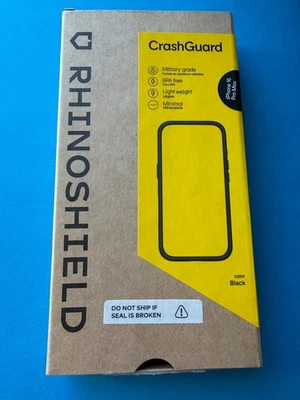 RHINOSHIELD
CrashGuard
Military grade
BPA free
Light weight
Minimal
iPhone 16
Pro Max
color
Black
DO NOT SHIP IF
SEAL IS BROKEN